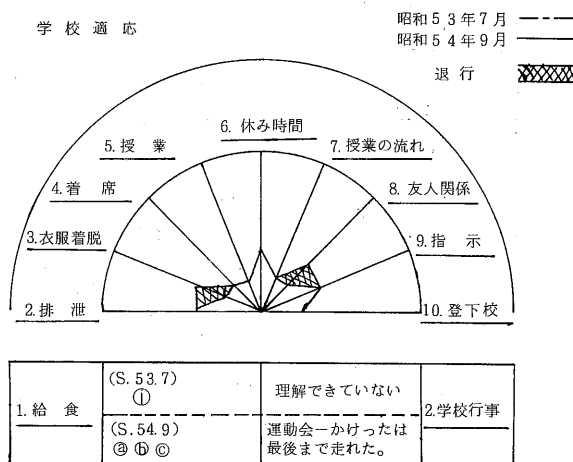 学校適応
昭和53年7月
昭和54年9月
退行
6. 休み時間
5. 授業
7. 授業の流れ
4. 着席
8. 友人関係
3. 衣服着脱
9. 指示
2. 排泄
10. 登下校
1. 給食
(S.53.7)
ⓘ
理解できていない
2. 学校行事
(S.54.9)
ⓐ ⓑ ⓒ
運動会－かけったは
最後まで走れた。